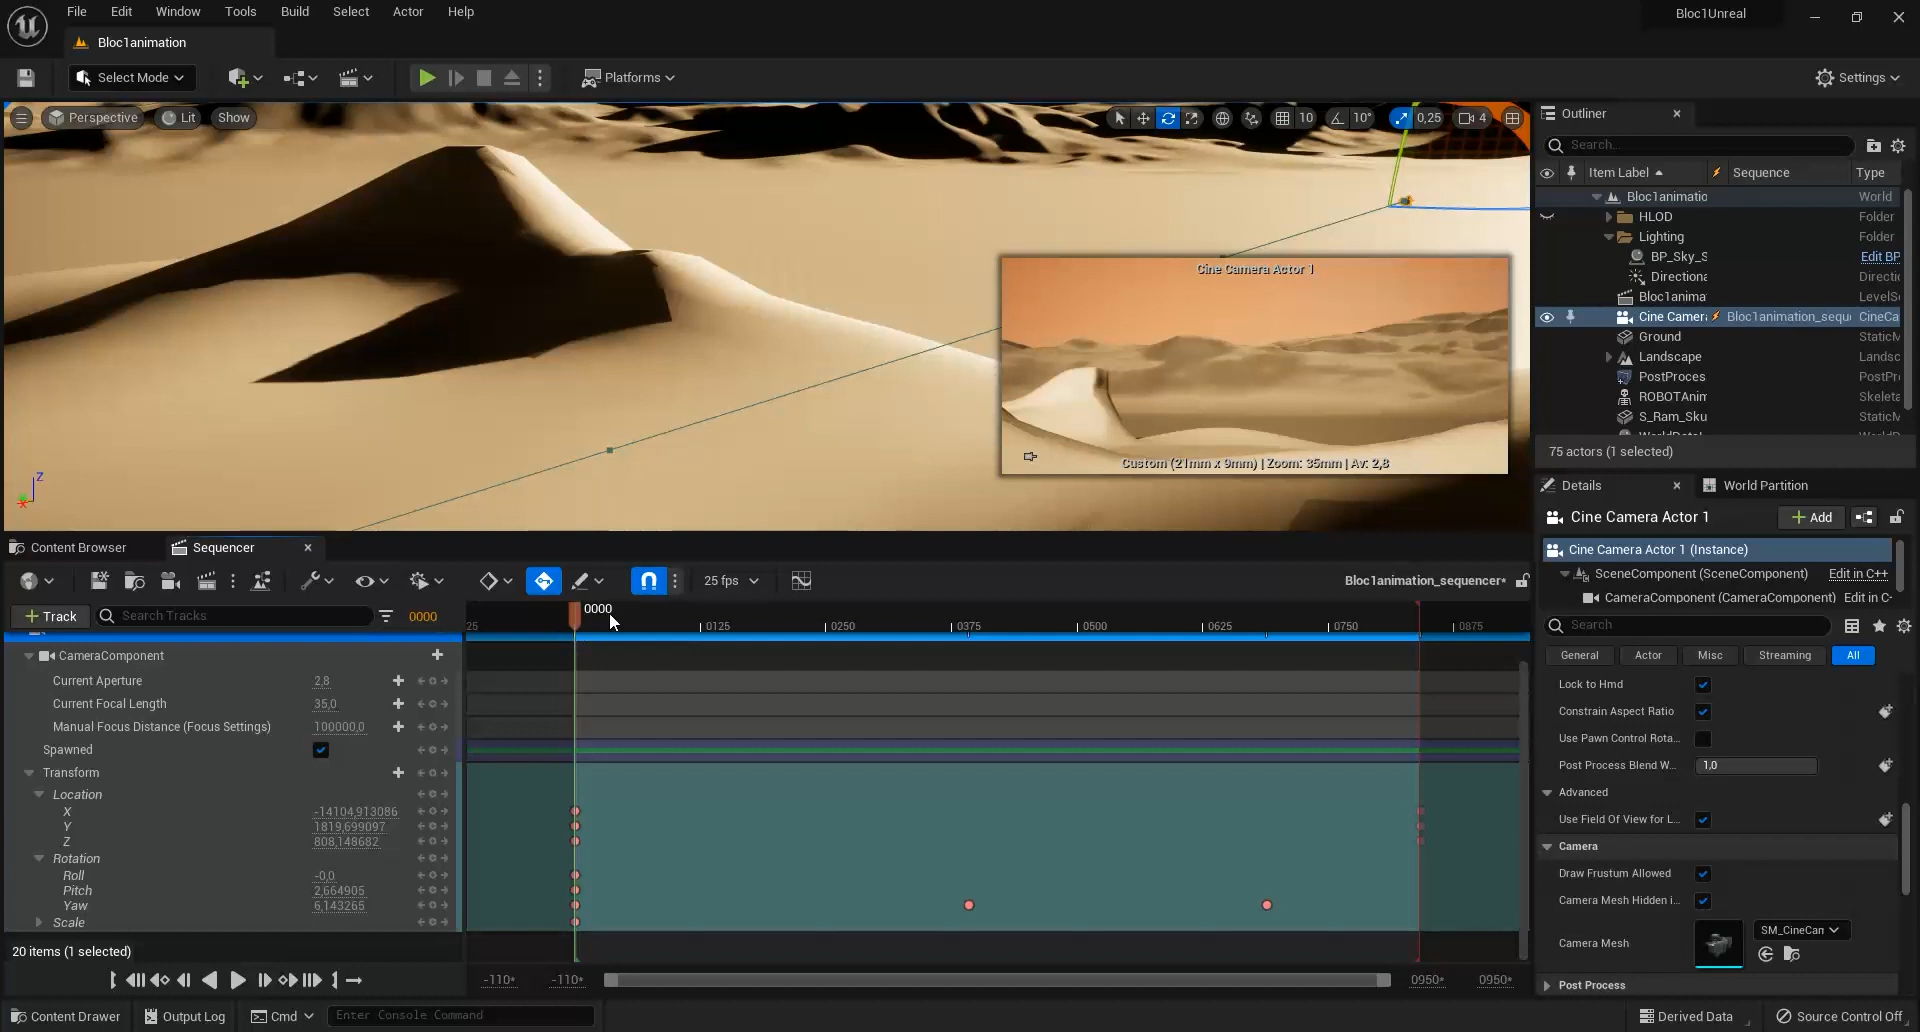 File Edit Window Tools Build Select Actor Help
Bloc1Unreal
Bloc1animation
Select Mode
Platforms
Settings
Perspective
Lit
Show
10
10°
0,25
4
Cine Camera Actor 1
Custom (21mm x 9mm) | Zoom: 35mm | Av: 2,8
Z
Outliner
Search...
Item Label Sequence Type
Bloc1animatio World
HLOD Folder
Lighting Folder
BP_Sky_S Edit BP
Directiona Directi
Bloc1anima LevelS
Cine Camer Bloc1animation_sequ CineCa
Ground StaticM
Landscape Landsc
PostProces PostPr
ROBOTAnim Skeleta
S_Ram_Sku StaticM
75 actors (1 selected)
Details World Partition
Cine Camera Actor 1 Add
Cine Camera Actor 1 (Instance)
SceneComponent (SceneComponent) Edit in C++
CameraComponent (CameraComponent) Edit in C-
Search
General Actor Misc Streaming All
Lock to Hmd
Constrain Aspect Ratio
Use Pawn Control Rota...
Post Process Blend W... 1,0
Advanced
Use Field Of View for L...
Camera
Draw Frustum Allowed
Camera Mesh Hidden i...
Camera Mesh SM_CineCan
Post Process
Content Browser Sequencer
25 fps
Bloc1animation_sequencer*
Track
Search Tracks
0000
0000
25 0125 0250 0375 0500 0625 0750 0875
CameraComponent
Current Aperture 2,8
Current Focal Length 35,0
Manual Focus Distance (Focus Settings) 100000,0
Spawned
Transform
Location
X -14104,913086
Y 1819,699097
Z 808,148682
Rotation
Roll -0,0
Pitch 2,664905
Yaw 6,143265
Scale
20 items (1 selected)
-110* -110* 0950* 0950*
Content Drawer Output Log Cmd Enter Console Command Derived Data Source Control Off